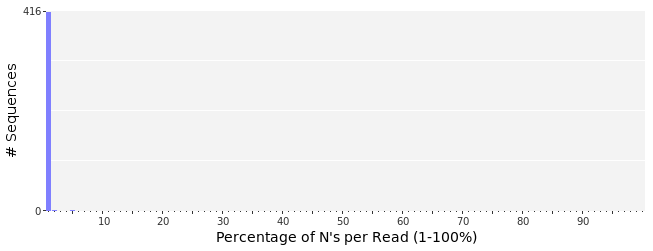 416
# Sequences
0
10 20 30 40 50 60 70 80 90
Percentage of N's per Read (1-100%)